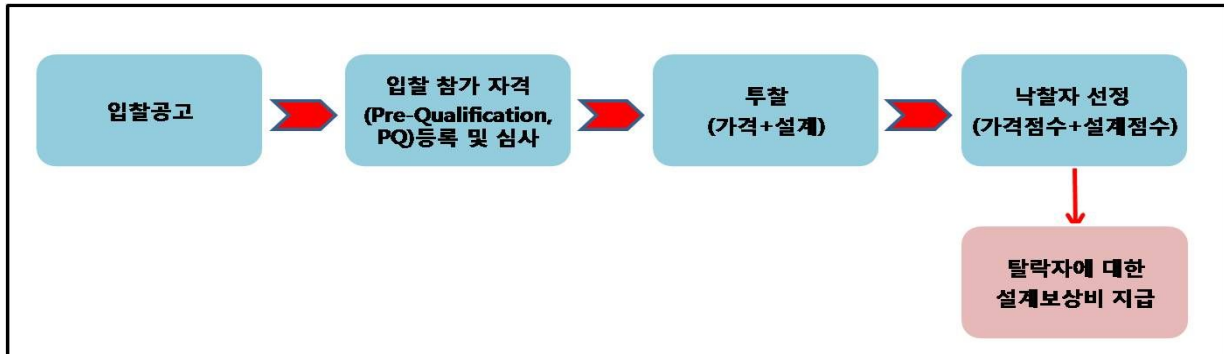 입찰공고
입찰 참가 자격
(Pre-Qualification,
PQ)등록 및 심사
투찰
(가격+설계)
낙찰자 선정
(가격점수+설계점수)
탈락자에 대한
설계보상비 지급